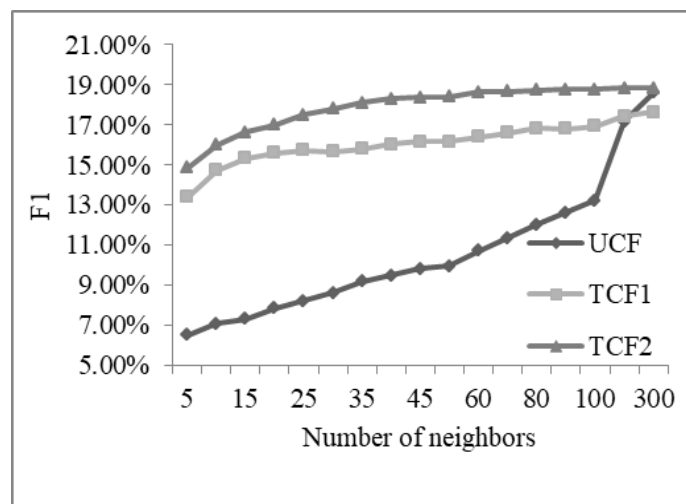 21.00%
19.00%
17.00%
15.00%
13.00%
11.00%
9.00%
7.00%
5.00%
F1
UCF
TCF1
TCF2
5 15 25 35 45 60 80 100 300
Number of neighbors